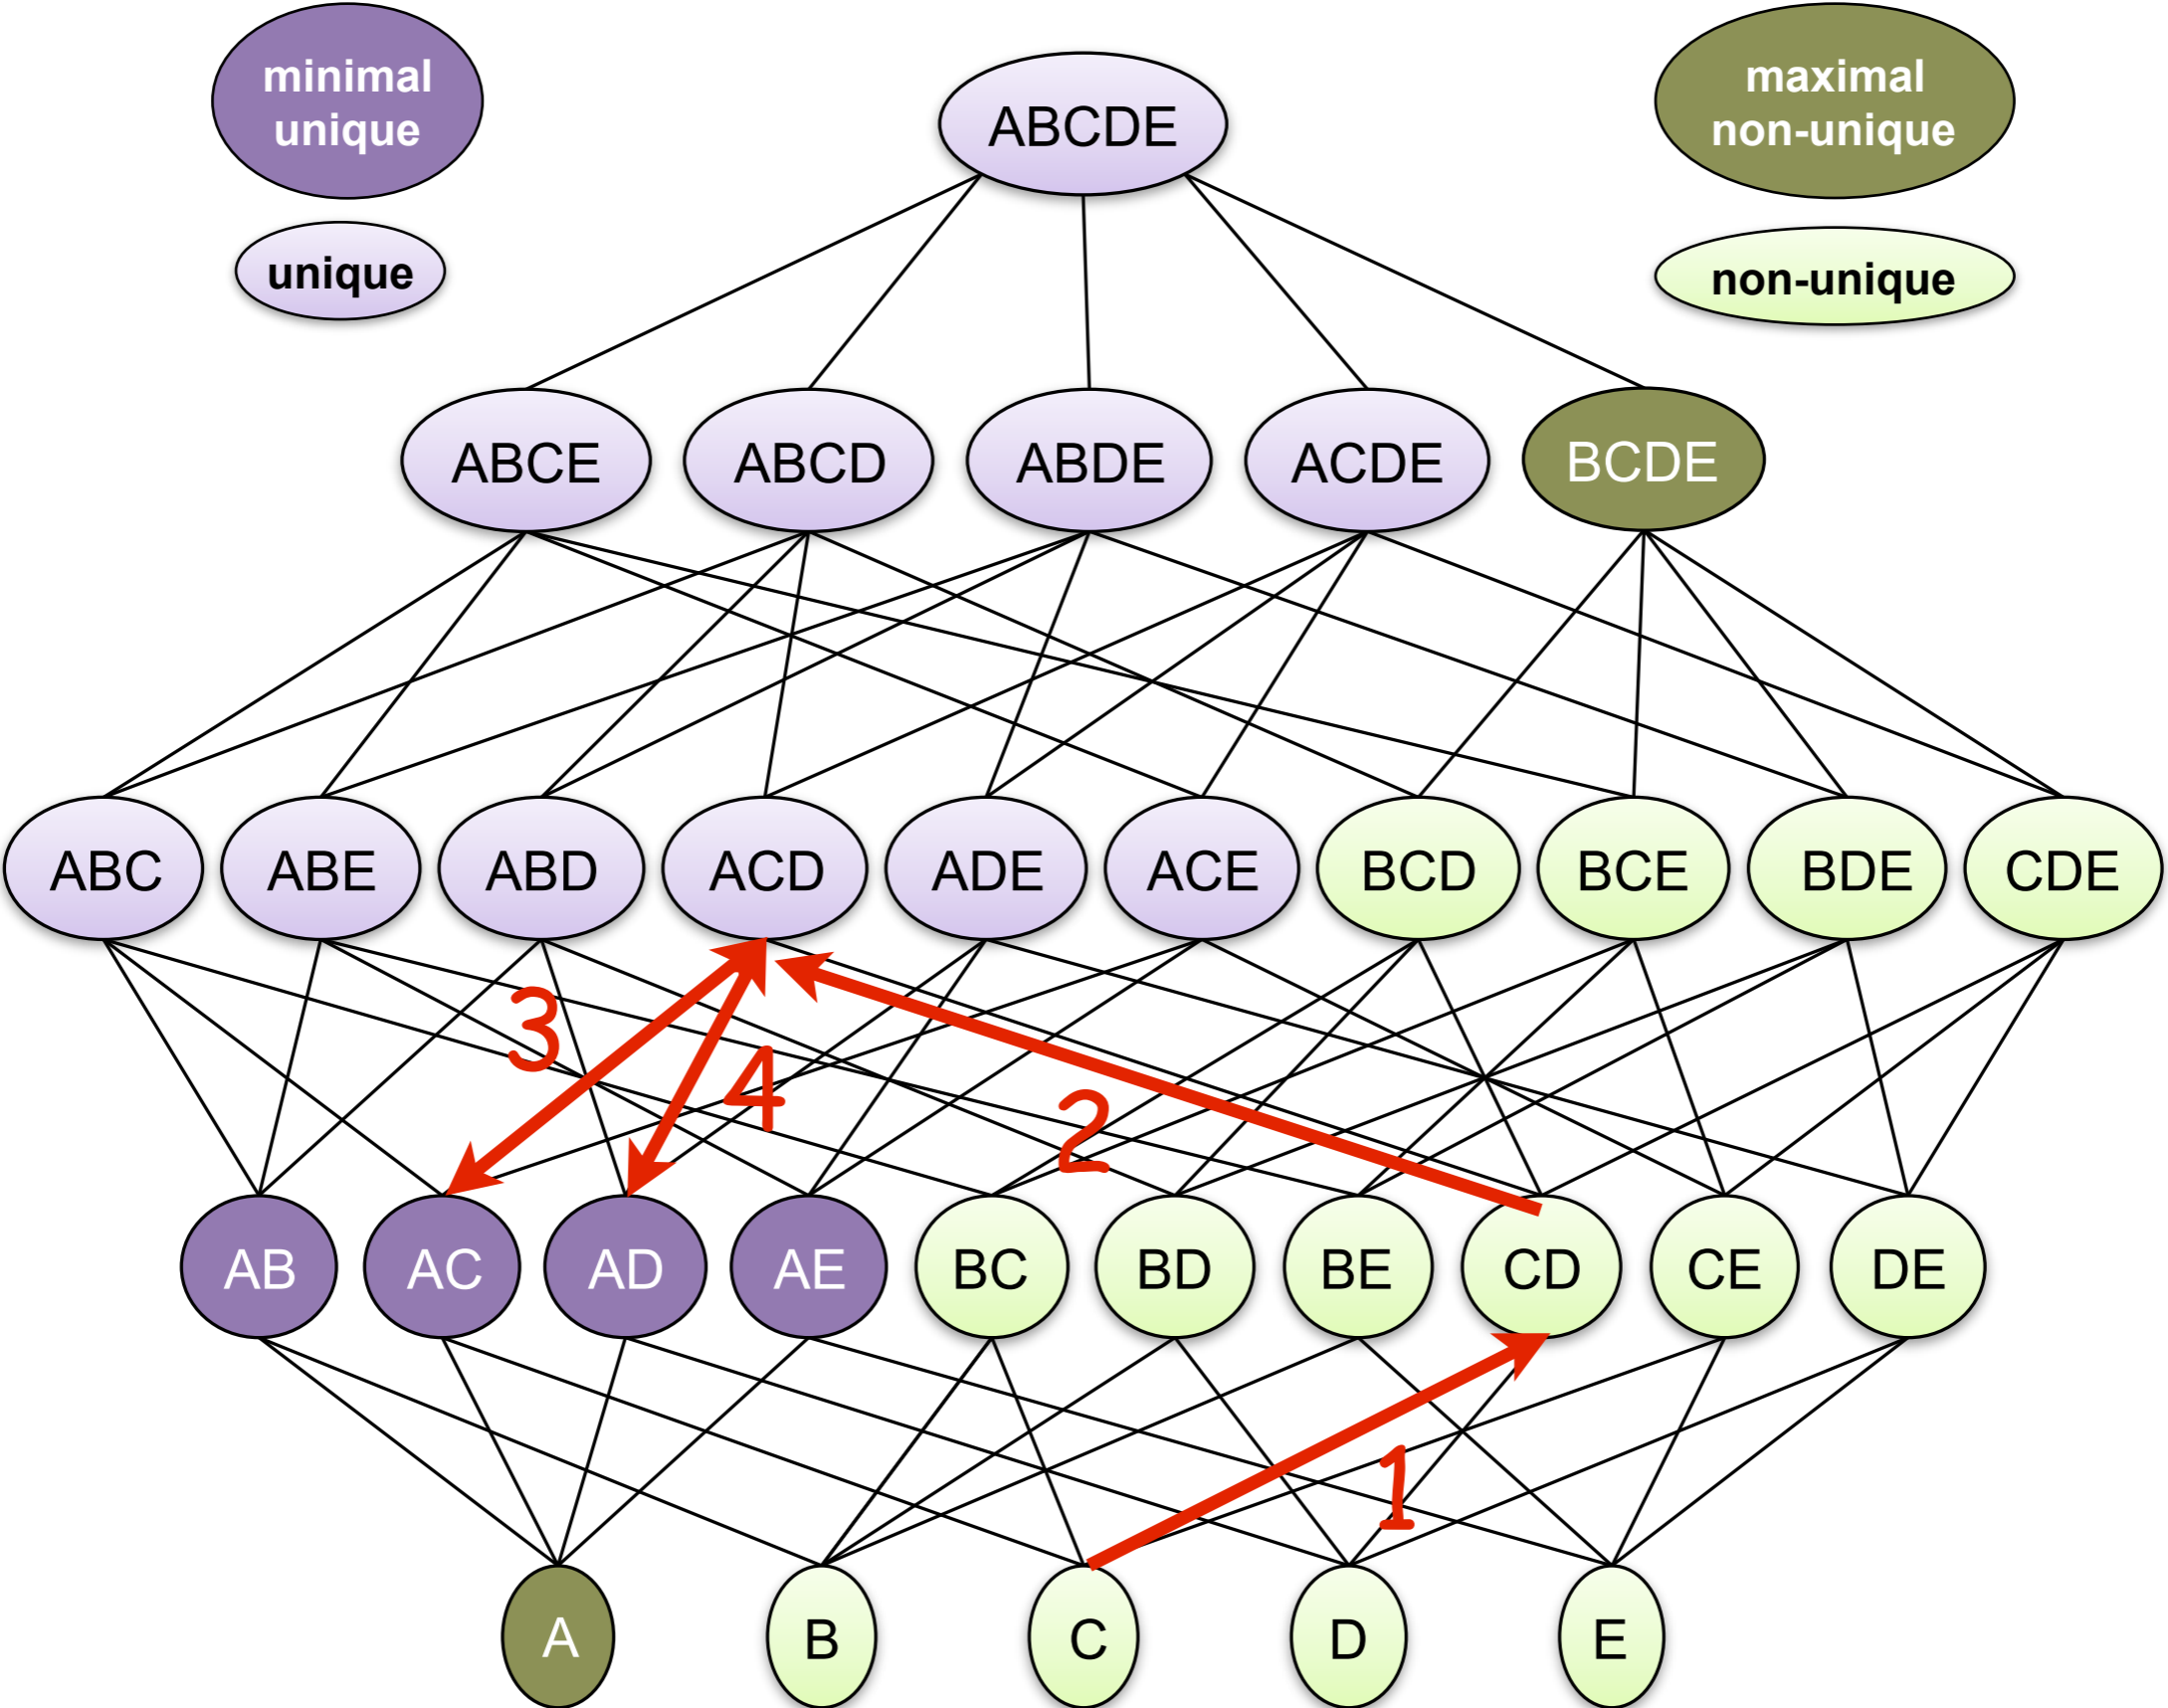 minimal
unique
unique
maximal
non-unique
non-unique
ABCDE
ABCE ABCD ABDE ACDE BCDE
ABC ABE ABD ACD ADE ACE BCD BCE BDE CDE
3 4 2
AB AC AD AE BC BD BE CD CE DE
1
A B C D E